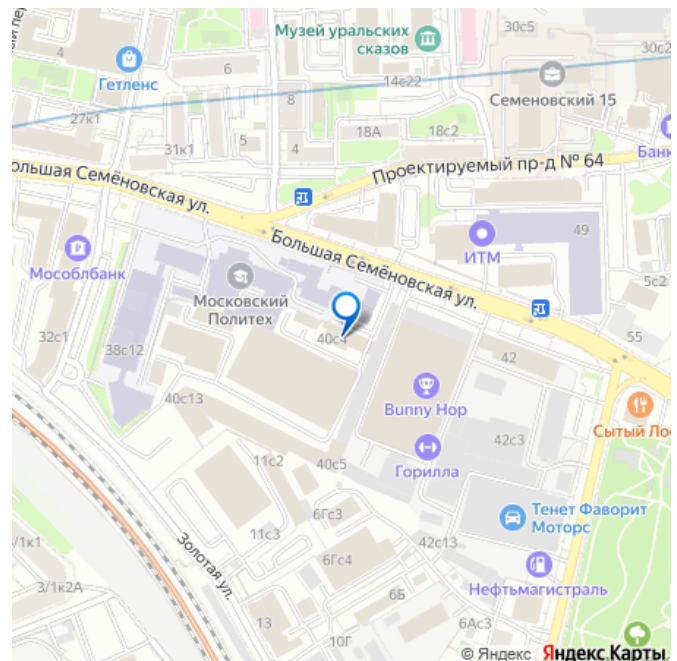 30с5
30с2
Музей уральских
сказов
4
Гетленс
6
14с22
Семеновский 15
8
27к1
31к1
5
4
18А
18с2
Банк
Проектируемый пр-д № 64
ольшая Семёновская ул.
Большая Семёновская ул.
49
ИТМ
Мособлбанк
5с2
Московский
Политех
32с1
38с12
40с4
42
55
40с13
Bunny Hop
Сытый Лос
42с3
11с2
40с5
Горилла
6Гс3
11с3
Тенет Фаворит
Моторс
/1к1
Золотая ул.
6Гс4
42с13
3/1к2А
Нефтьмагистраль
6Б
13
6Ас3
10Г
© Яндекс Яндекс Карты